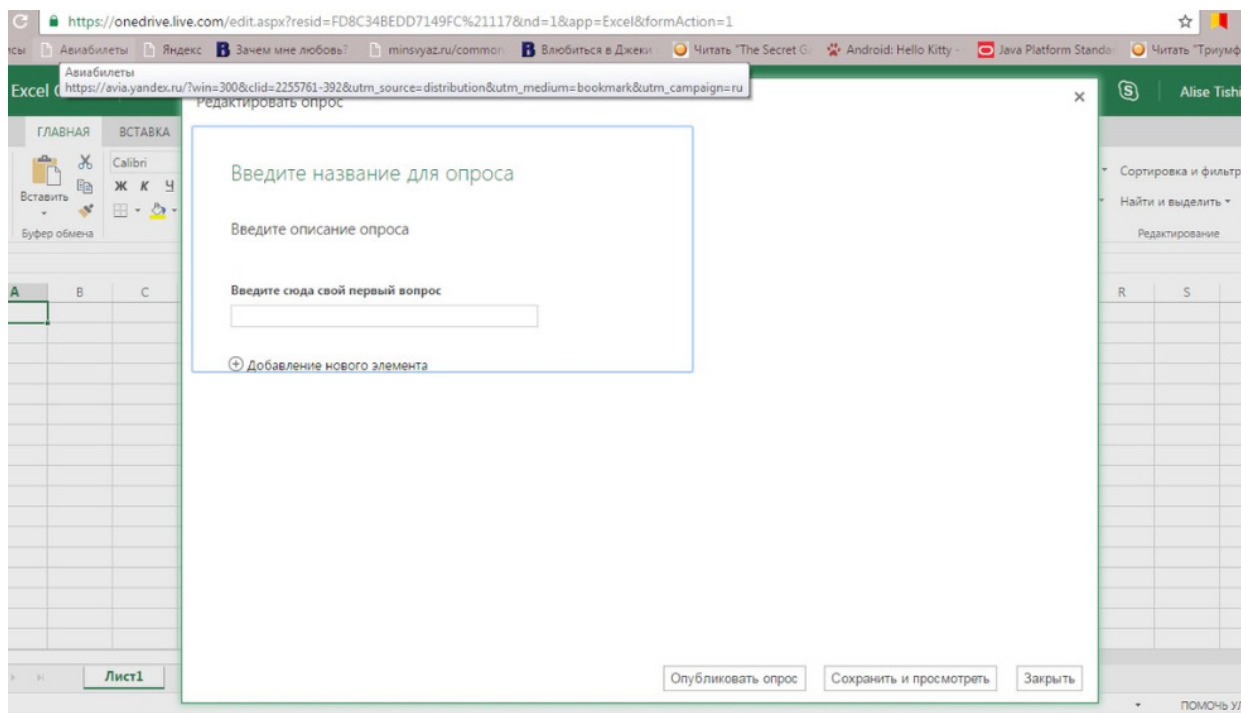 https://onedrive.live.com/edit.aspx?resid=FD8C34BEDD7149FC%21117&nd=1&app=Excel&formAction=1
исы Авиабилеты Яндекс Зачем мне любовь? minsvyaz.ru/common Влюбиться в Джеки Читать "The Secret G Android: Hello Kitty - Java Platform Standa Читать "Триумф
Авиабилеты
https://avia.yandex.ru/?win=300&clid=2255761-392&utm_source=distribution&utm_medium=bookmark&utm_campaign=ru
Excel Alise Tishi
Редактировать опрос
ГЛАВНАЯ ВСТАВКА
Calibri
Ж К Ч
Вставить
Буфер обмена
Введите название для опроса
Введите описание опроса
Введите сюда свой первый вопрос
Добавление нового элемента
Сортировка и фильтр
Найти и выделить
Редактирование
A B C R S
Опубликовать опрос Сохранить и просмотреть Закрыть
Лист1
ПОМОЧЬ УЛ